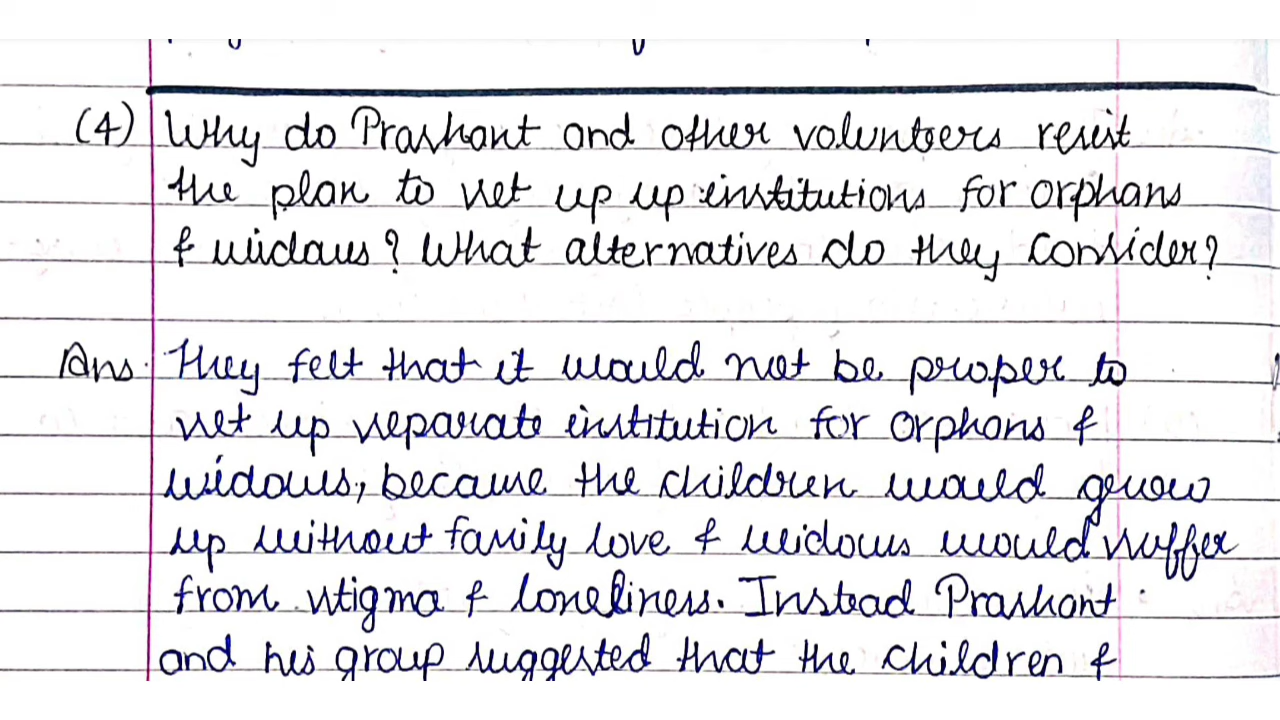 (4) Why do Prashant and other volunteers resist
the plan to set up up institutions for orphans
& widows? What alternatives do they consider?
Ans. They felt that it would not be proper to
set up separate institution for orphans &
widows, because the children would grow
up without family love & widows would suffer
from stigma & loneliness. Instead Prashant
and his group suggested that the children &